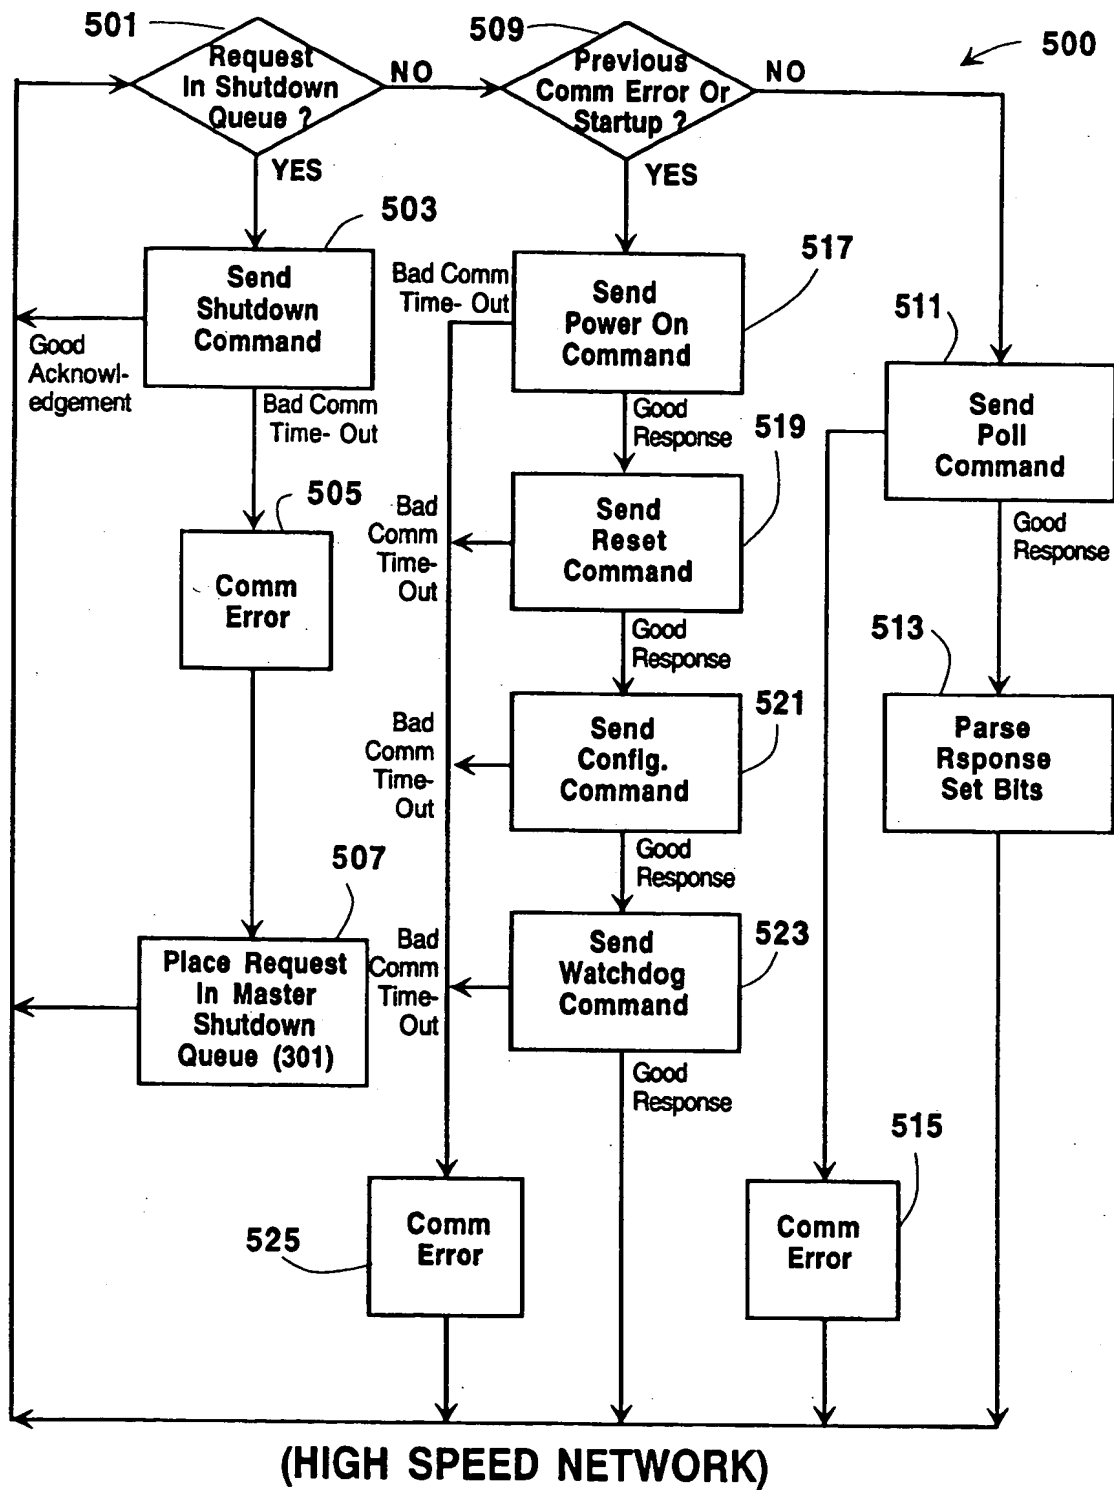 501
Request
In Shutdown
Queue ?
NO
YES
509
Previous
Comm Error Or
Startup ?
NO
YES
500
503
Send
Shutdown
Command
Good
Acknowl-
edgement
Bad Comm
Time- Out
505
Comm
Error
507
Place Request
In Master
Shutdown
Queue (301)
Bad Comm
Time- Out
517
Send
Power On
Command
Good
Response
519
Send
Reset
Command
Bad
Comm
Time-
Out
Good
Response
521
Send
Config.
Command
Bad
Comm
Time-
Out
Good
Response
523
Send
Watchdog
Command
Bad
Comm
Time-
Out
Good
Response
525
Comm
Error
511
Send
Poll
Command
Good
Response
513
Parse
Rsponse
Set Bits
515
Comm
Error
(HIGH SPEED NETWORK)